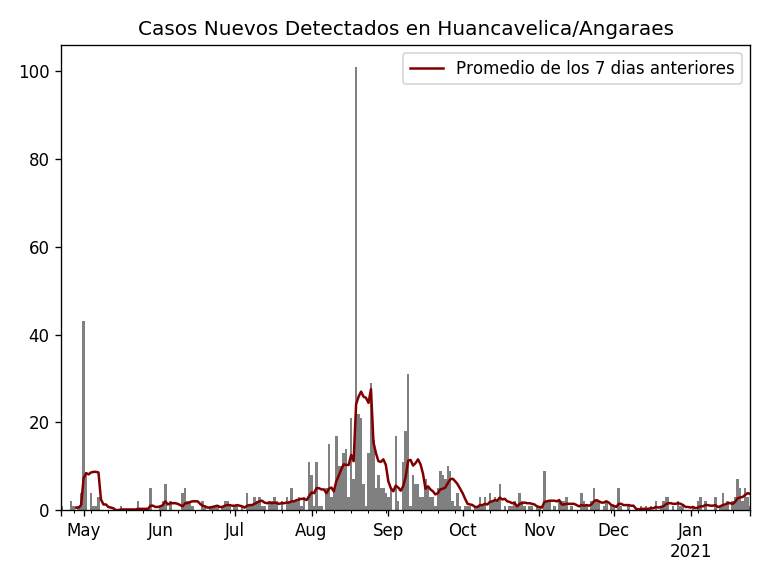 Casos Nuevos Detectados en Huancavelica/Angaraes
Promedio de los 7 dias anteriores
100
80
60
40
20
0
May Jun Jul Aug Sep Oct Nov Dec Jan
2021